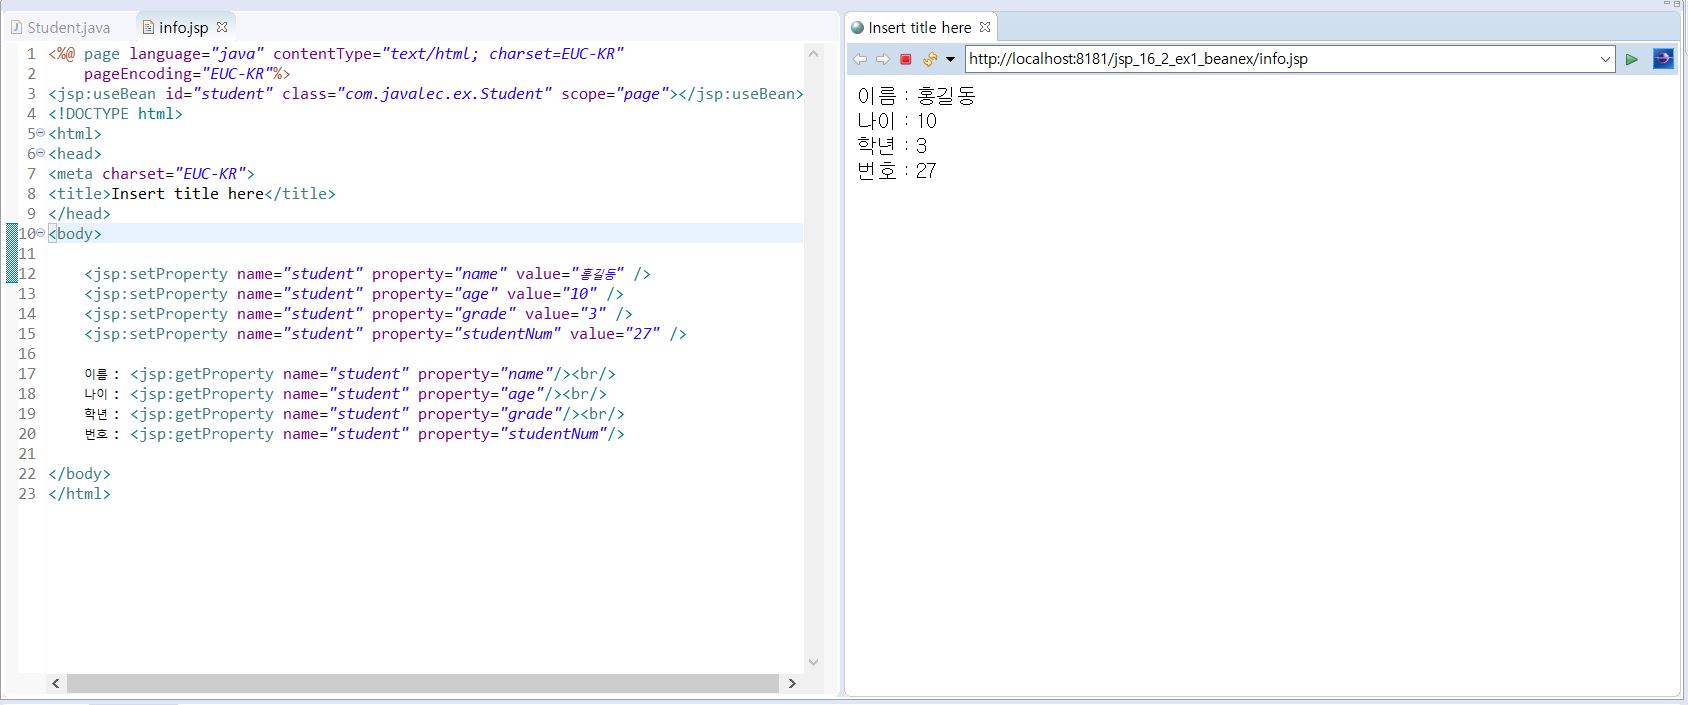 Student.java
info.jsp
1 <%@ page language="java" contentType="text/html; charset=EUC-KR"
2     pageEncoding="EUC-KR"%>
3 <jsp:useBean id="student" class="com.javalec.ex.Student" scope="page"></jsp:useBean>
4 <!DOCTYPE html>
5 <html>
6 <head>
7 <meta charset="EUC-KR">
8 <title>Insert title here</title>
9 </head>
10 <body>
11
12     <jsp:setProperty name="student" property="name" value="홍길동" />
13     <jsp:setProperty name="student" property="age" value="10" />
14     <jsp:setProperty name="student" property="grade" value="3" />
15     <jsp:setProperty name="student" property="studentNum" value="27" />
16
17     이름 : <jsp:getProperty name="student" property="name"/><br/>
18     나이 : <jsp:getProperty name="student" property="age"/><br/>
19     학년 : <jsp:getProperty name="student" property="grade"/><br/>
20     번호 : <jsp:getProperty name="student" property="studentNum"/>
21
22 </body>
23 </html>
Insert title here
http://localhost:8181/jsp_16_2_ex1_beanex/info.jsp
이름 : 홍길동
나이 : 10
학년 : 3
번호 : 27